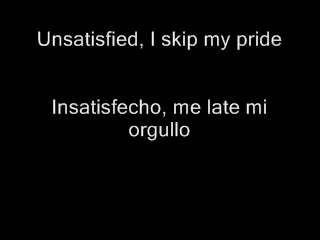 Unsatisfied, I skip my pride
Insatisfecho, me late mi
orgullo